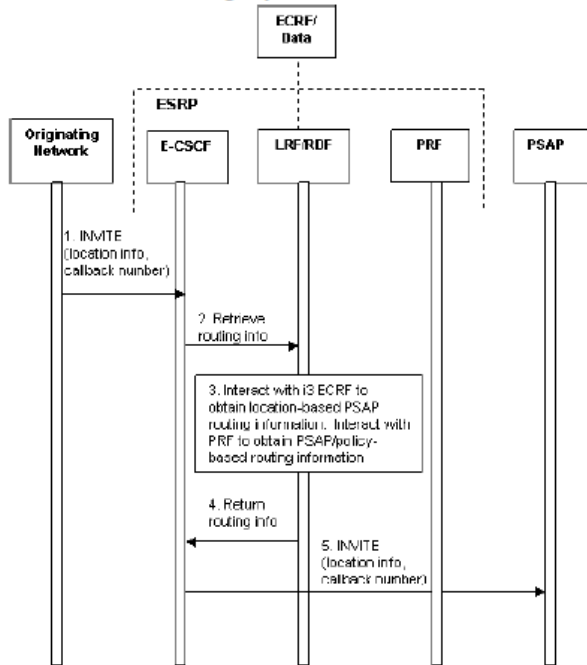 ECRF/
Data
ESRP
Originating
Network
E-CSCF
LRF/RDF
PRF
PSAP
1. INVITE
(location info,
callback number)
2. Retrieve
routing info
3. Interact with i3 ECRF to
obtain location-based PSAP
routing information. Interact with
PRF to obtain PSAP/policy-
based routing information
4. Return
routing info
5. INVITE
(location info,
callback number)